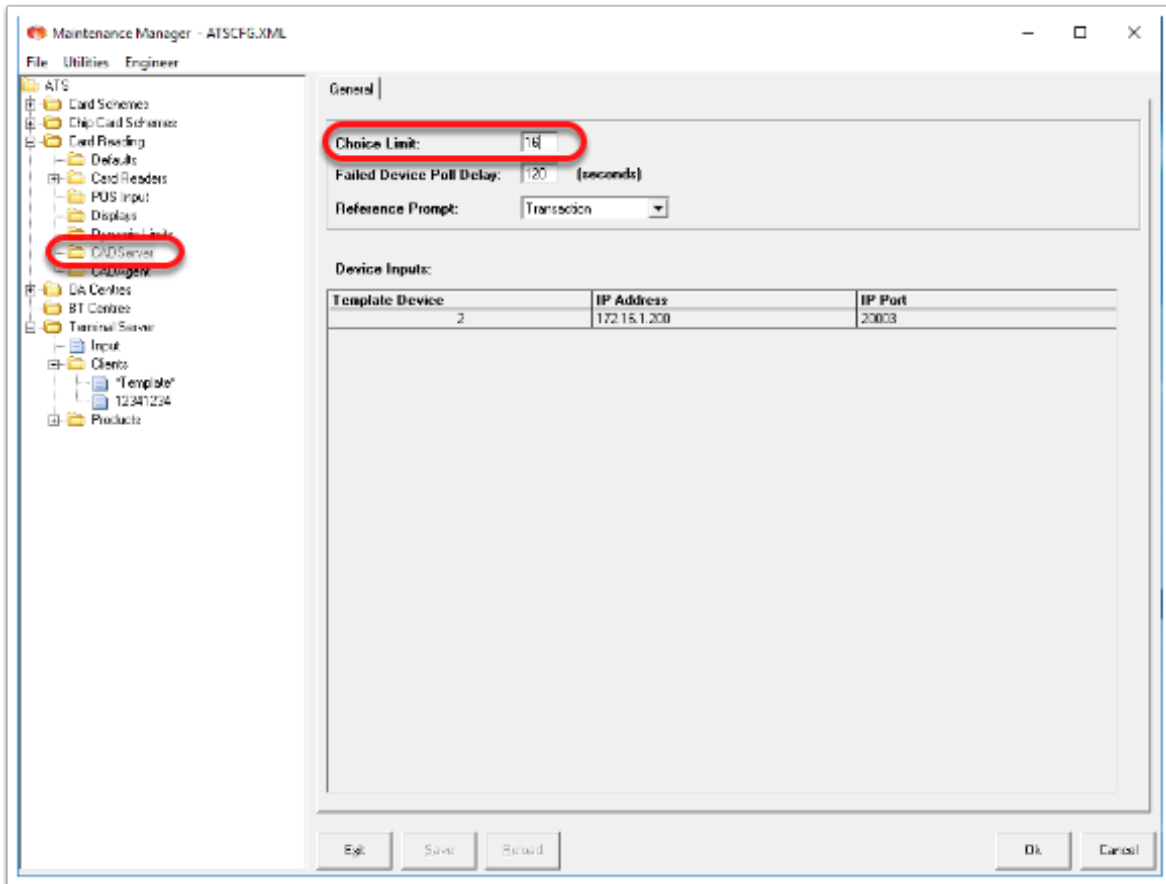 Maintenance Manager - ATSCFG.XML
File Utilities Engineer
ATS
Card Schemes
Chip Card Schemes
Card Reading
Defaults
Card Readers
POS Input
Displays
Dynamic Limits
CADServer
CADAgent
OA Centres
BT Centres
Terminal Server
Input
Clients
"Template"
12341234
Products
General
Choice Limit: 16
Failed Device Poll Delay: 120 (seconds)
Reference Prompt: Transaction
Device Inputs:
Template Device IP Address IP Port
2 172.16.1.200 20003
Exit Save Reload Ok Cancel